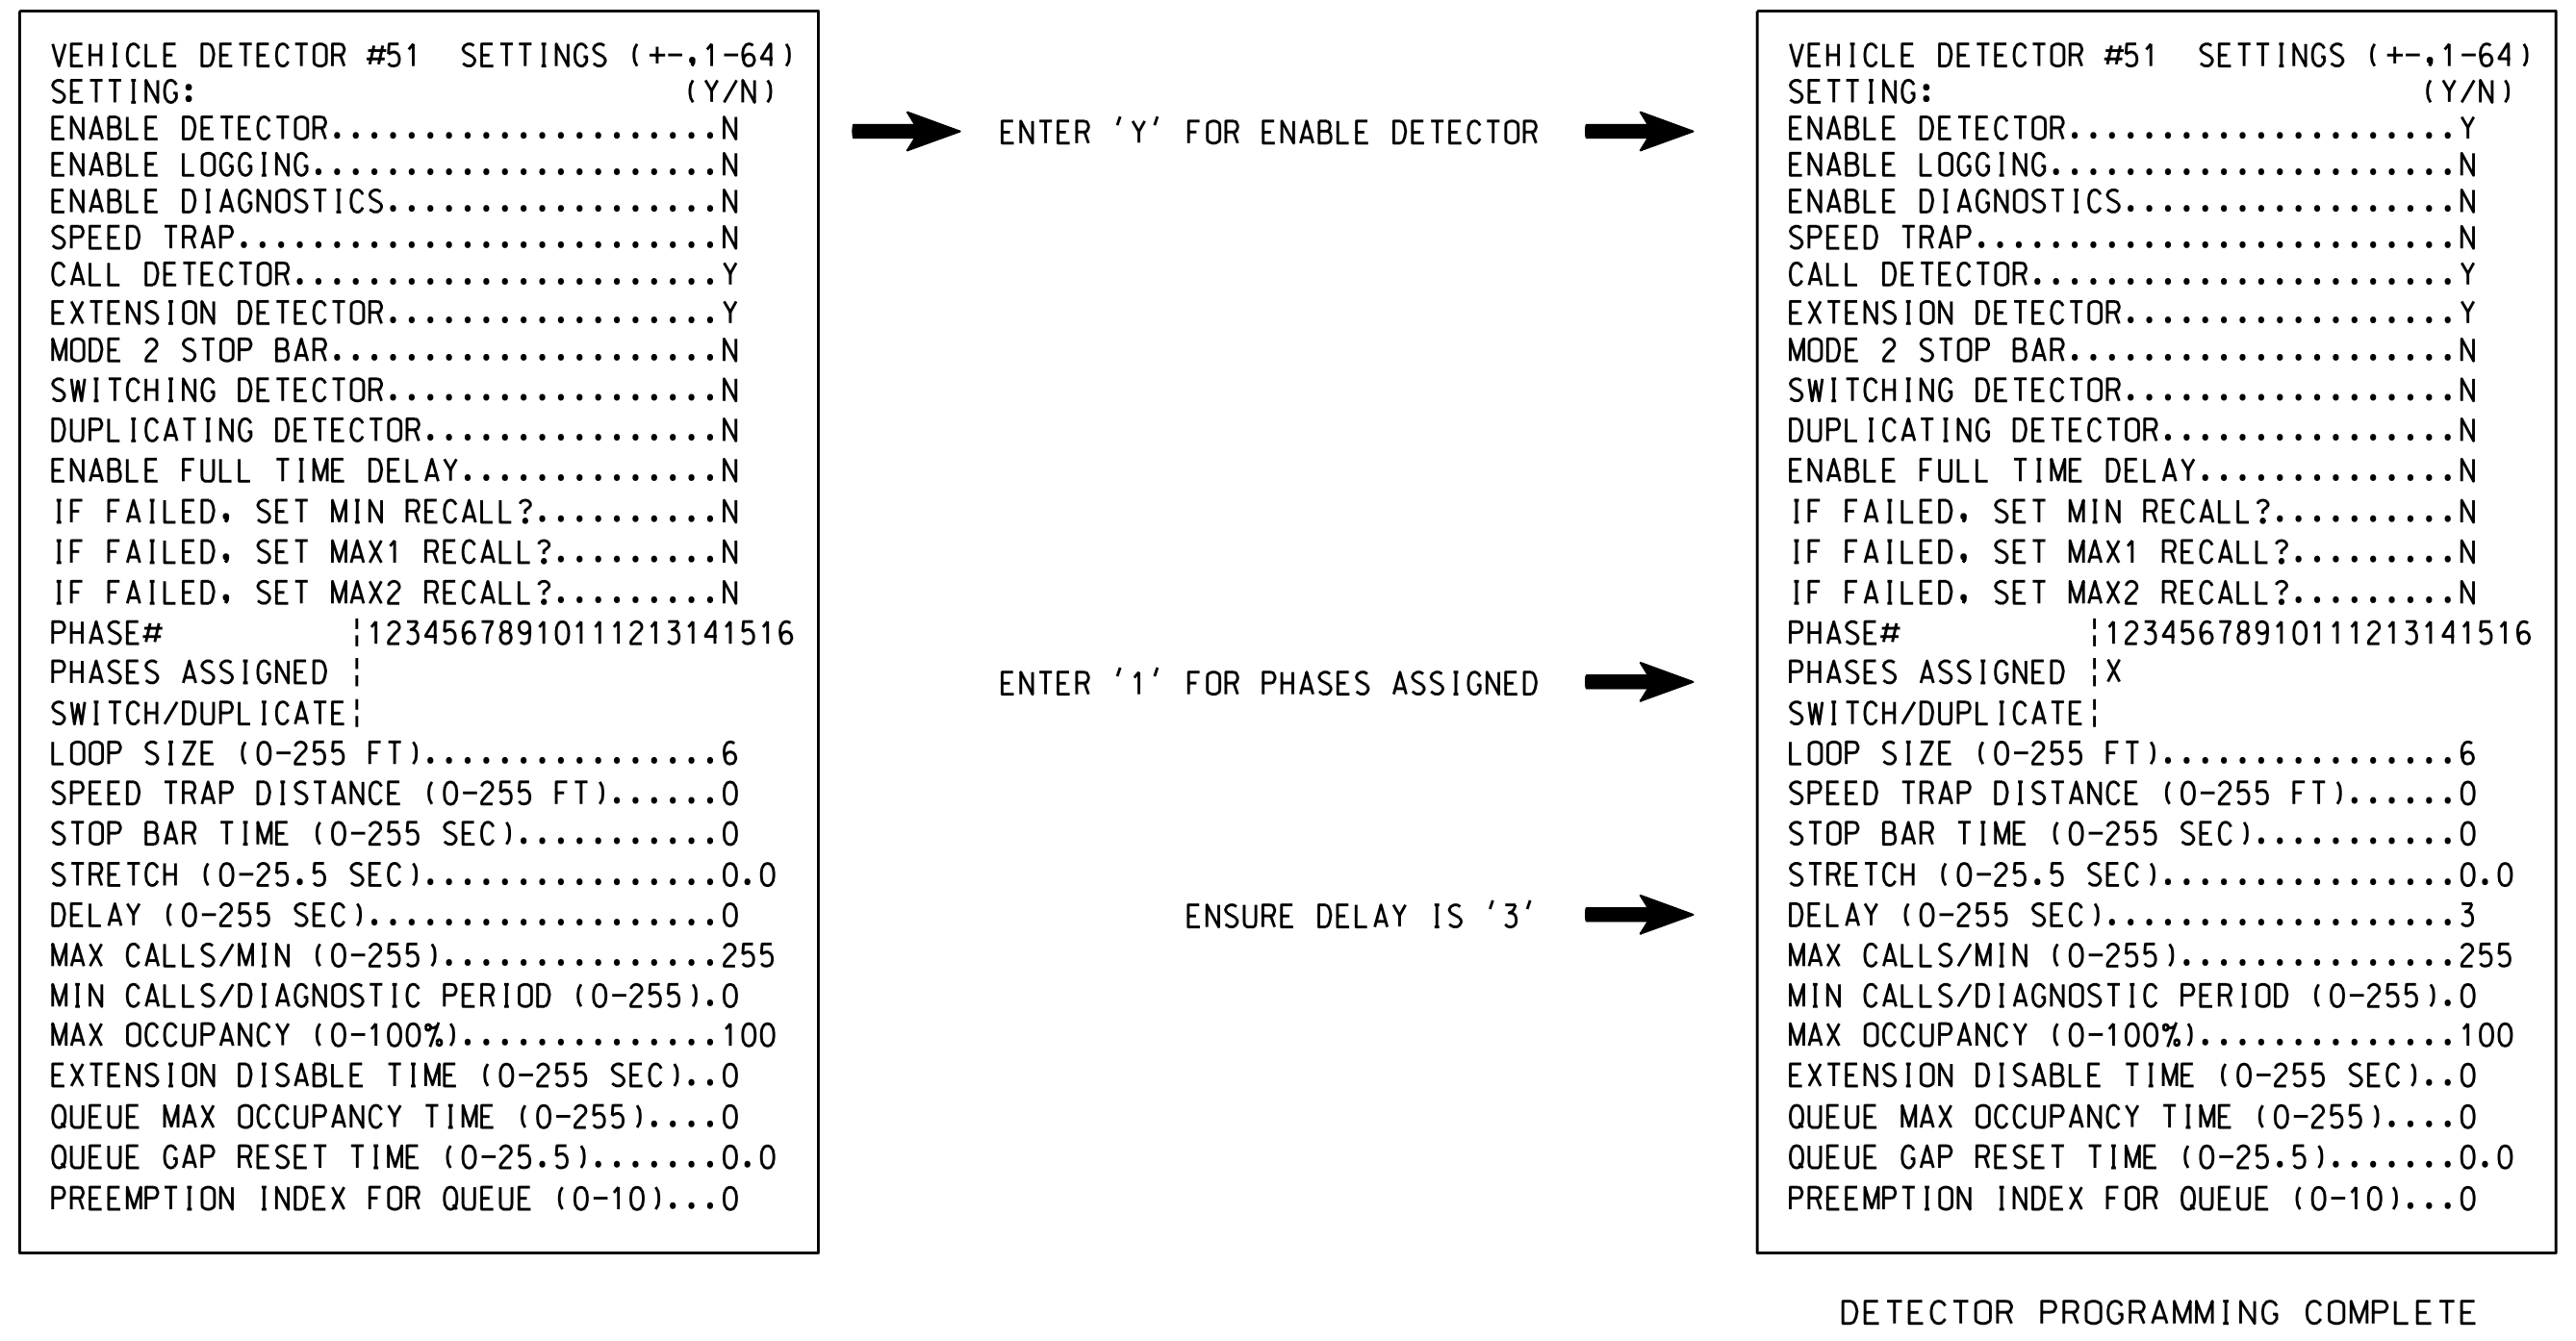 VEHICLE DETECTOR #51 SETTINGS (+-,1-64)
SETTING: (Y/N)
ENABLE DETECTOR.....................N
ENABLE LOGGING......................N
ENABLE DIAGNOSTICS..................N
SPEED TRAP..........................N
CALL DETECTOR.......................Y
EXTENSION DETECTOR..................Y
MODE 2 STOP BAR.....................N
SWITCHING DETECTOR..................N
DUPLICATING DETECTOR................N
ENABLE FULL TIME DELAY..............N
IF FAILED, SET MIN RECALL?..........N
IF FAILED, SET MAX1 RECALL?.........N
IF FAILED, SET MAX2 RECALL?.........N
PHASE# ¦12345678910111213141516
PHASES ASSIGNED ¦
SWITCH/DUPLICATE¦
LOOP SIZE (0-255 FT)................6
SPEED TRAP DISTANCE (0-255 FT)......0
STOP BAR TIME (0-255 SEC)...........0
STRETCH (0-25.5 SEC)................0.0
DELAY (0-255 SEC)...................0
MAX CALLS/MIN (0-255)...............255
MIN CALLS/DIAGNOSTIC PERIOD (0-255).0
MAX OCCUPANCY (0-100%)..............100
EXTENSION DISABLE TIME (0-255 SEC)..0
QUEUE MAX OCCUPANCY TIME (0-255)....0
QUEUE GAP RESET TIME (0-25.5).......0.0
PREEMPTION INDEX FOR QUEUE (0-10)...0
ENTER 'Y' FOR ENABLE DETECTOR
ENTER '1' FOR PHASES ASSIGNED
ENSURE DELAY IS '3'
VEHICLE DETECTOR #51 SETTINGS (+-,1-64)
SETTING: (Y/N)
ENABLE DETECTOR.....................Y
ENABLE LOGGING......................N
ENABLE DIAGNOSTICS..................N
SPEED TRAP..........................N
CALL DETECTOR.......................Y
EXTENSION DETECTOR..................Y
MODE 2 STOP BAR.....................N
SWITCHING DETECTOR..................N
DUPLICATING DETECTOR................N
ENABLE FULL TIME DELAY..............N
IF FAILED, SET MIN RECALL?..........N
IF FAILED, SET MAX1 RECALL?.........N
IF FAILED, SET MAX2 RECALL?.........N
PHASE# ¦12345678910111213141516
PHASES ASSIGNED ¦X
SWITCH/DUPLICATE¦
LOOP SIZE (0-255 FT)................6
SPEED TRAP DISTANCE (0-255 FT)......0
STOP BAR TIME (0-255 SEC)...........0
STRETCH (0-25.5 SEC)................0.0
DELAY (0-255 SEC)...................3
MAX CALLS/MIN (0-255)...............255
MIN CALLS/DIAGNOSTIC PERIOD (0-255).0
MAX OCCUPANCY (0-100%)..............100
EXTENSION DISABLE TIME (0-255 SEC)..0
QUEUE MAX OCCUPANCY TIME (0-255)....0
QUEUE GAP RESET TIME (0-25.5).......0.0
PREEMPTION INDEX FOR QUEUE (0-10)...0
DETECTOR PROGRAMMING COMPLETE